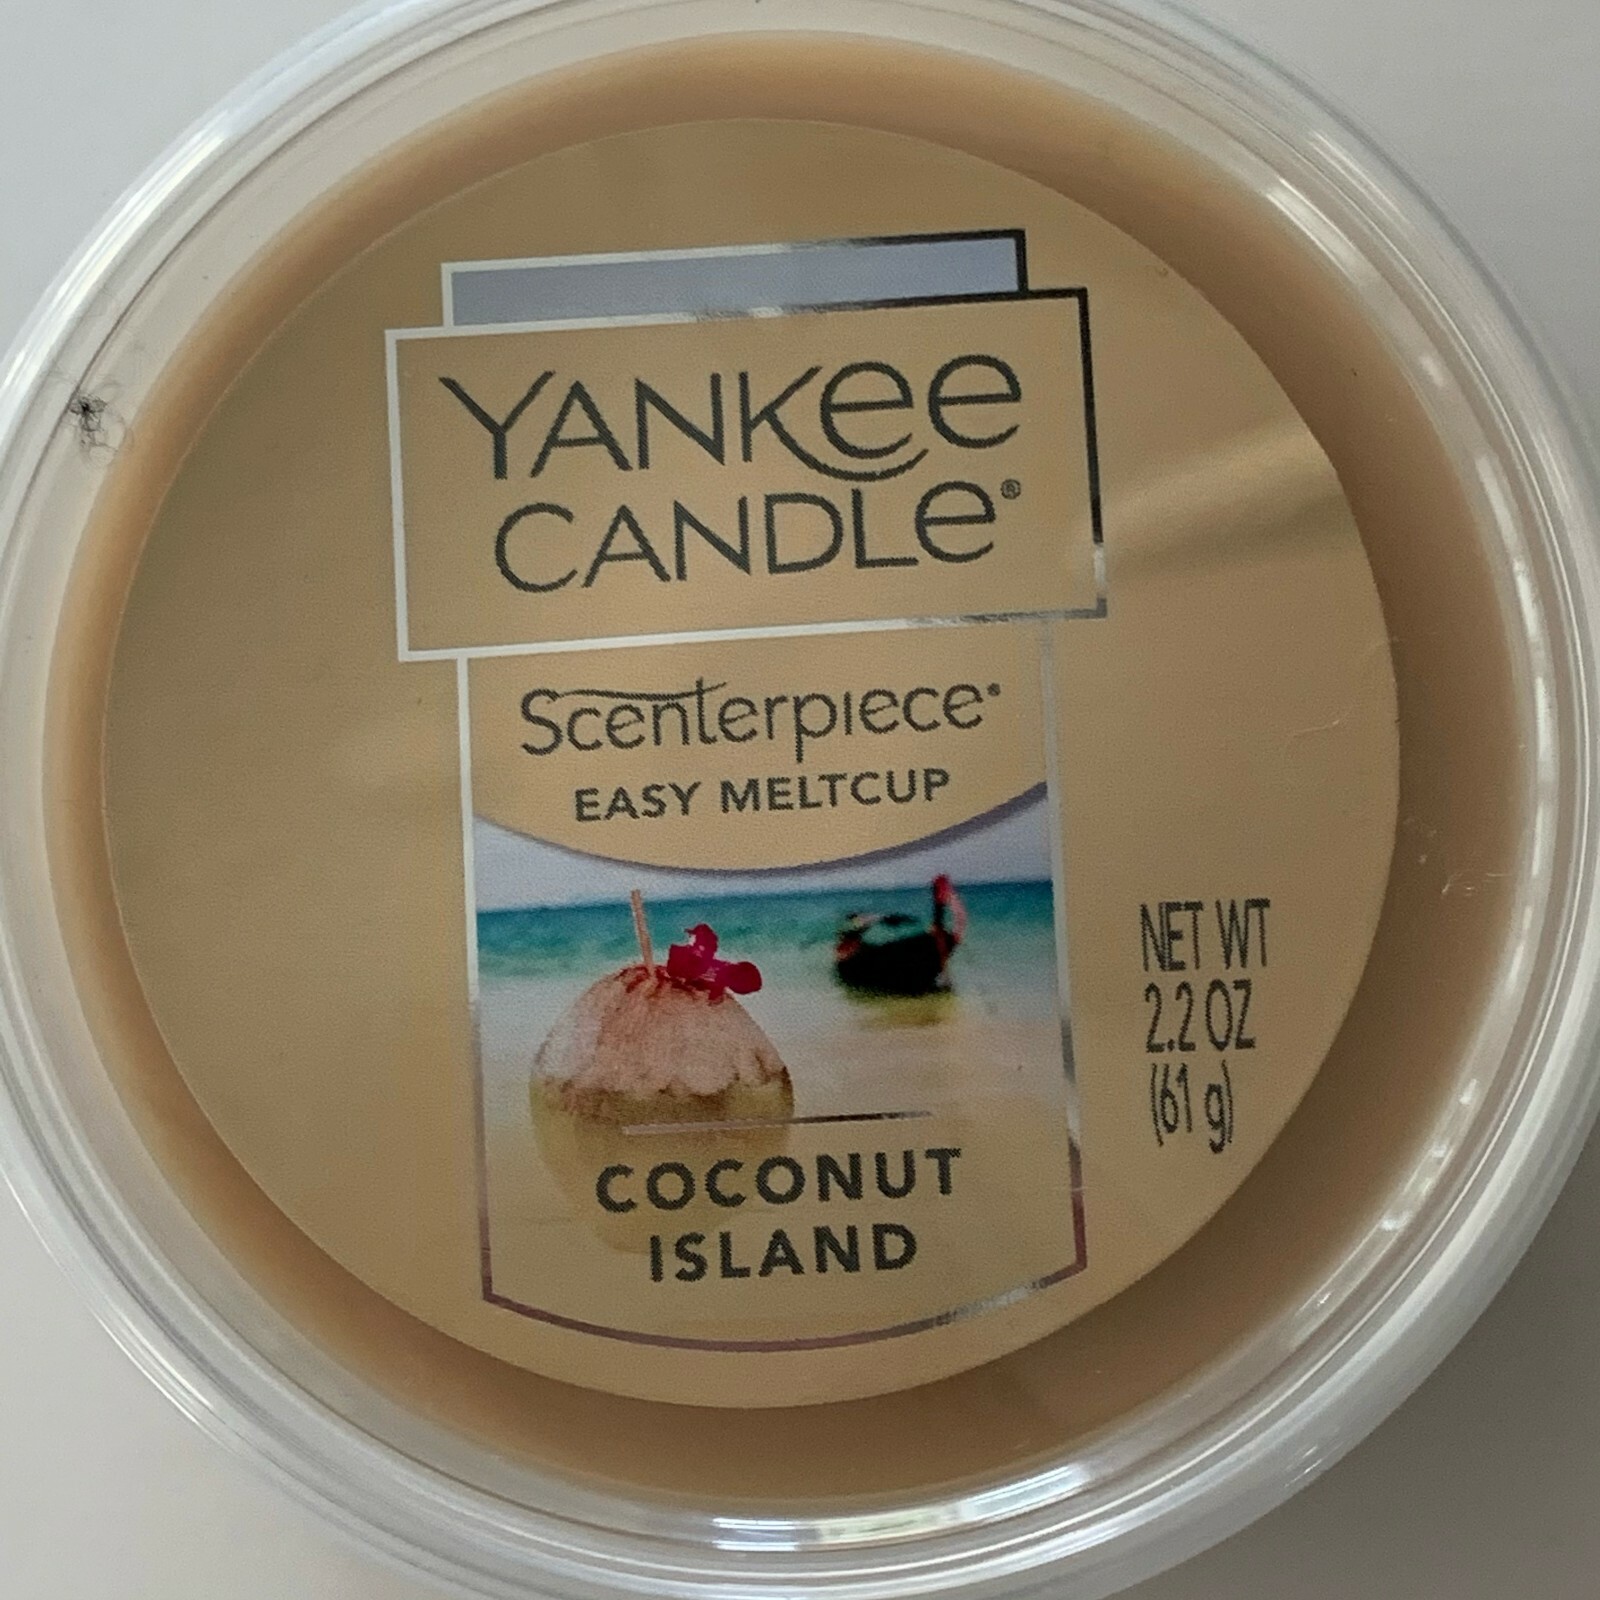 YANKEE
CANDLE®
Scenterpiece®
EASY MELTCUP
NET WT
2.2 OZ
(61 g)
COCONUT
ISLAND